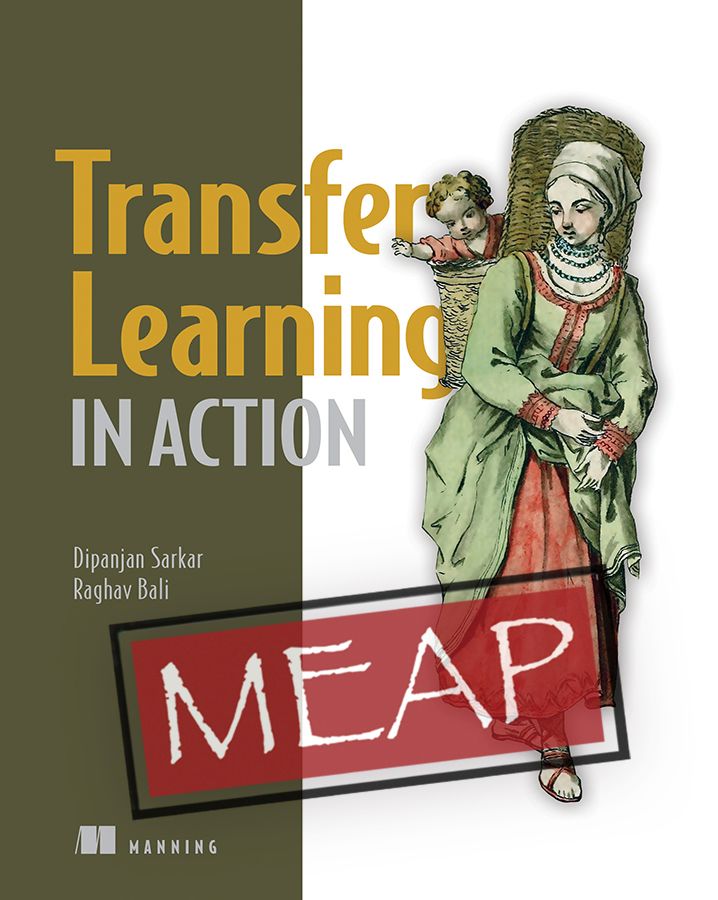 Transfer
Learning
IN ACTION
Dipanjan Sarkar
Raghav Bali
MEAP
MANNING